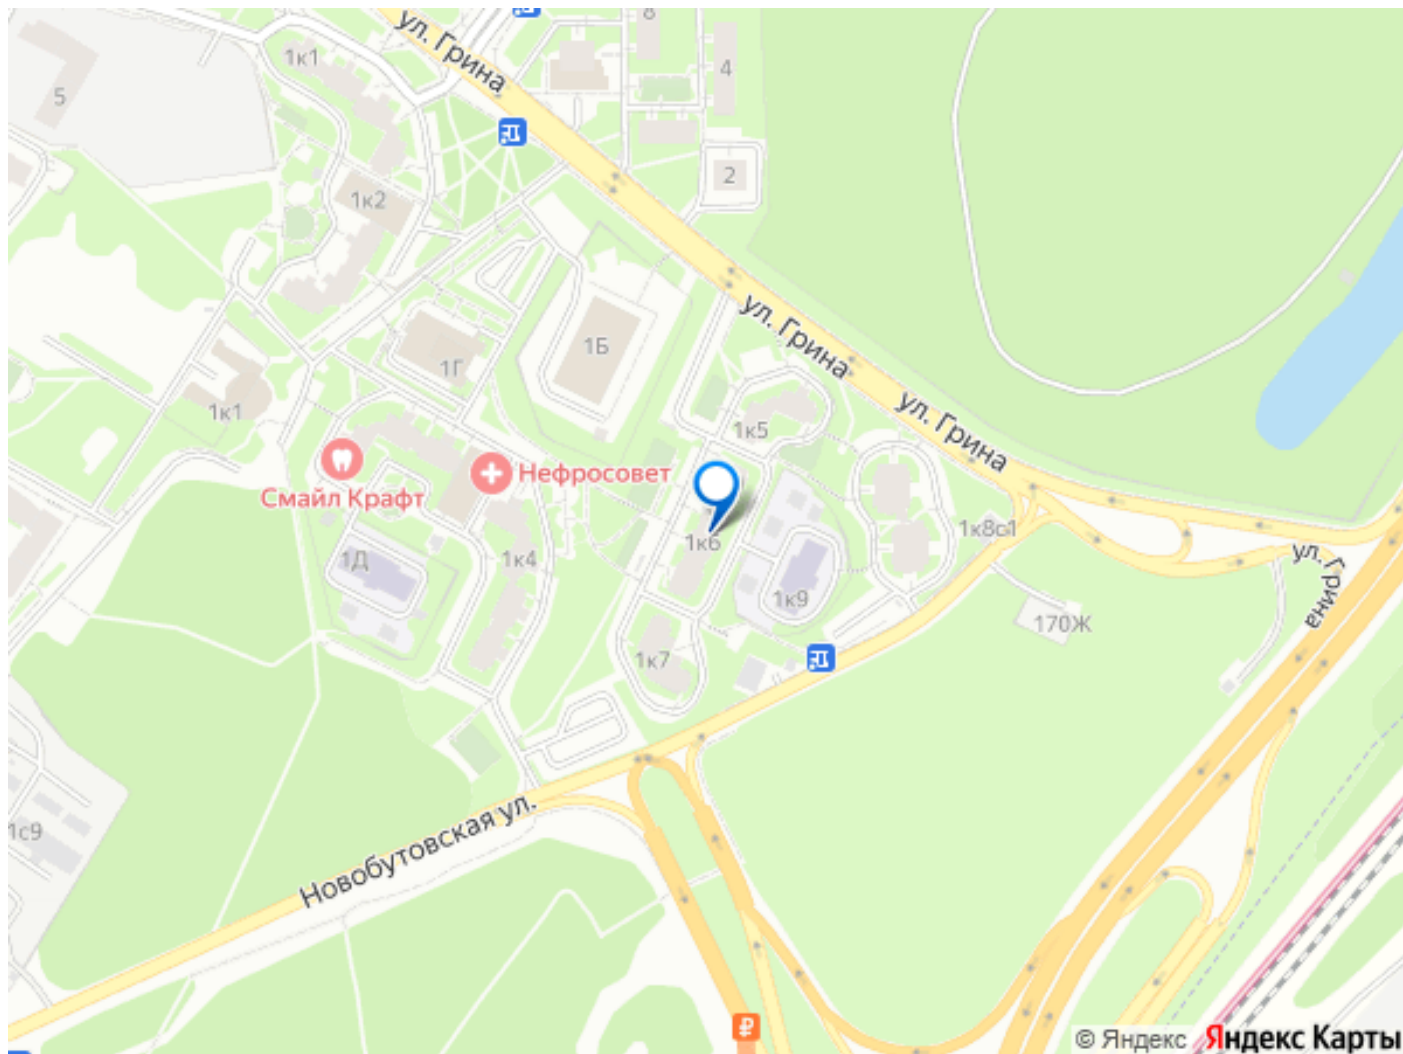 8
ул. Грина
1к1
4
5
2
1к2
ул. Грина
1Б
1Г
ул. Грина
1к1
1к5
Нефросовет
Смайл Крафт
1к8с1
1к6
ул. Грина
1Д
1к4
1к9
170Ж
1к7
Новобутовская ул.
1с9
₽
© Яндекс Яндекс Карты